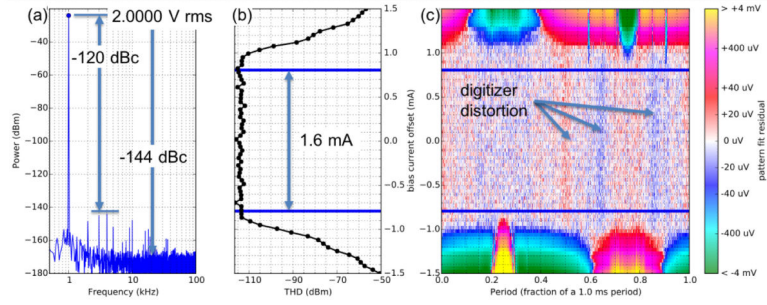 (a)
2.0000 V rms
-120 dBc
-144 dBc
−40
−60
−80
−100
−120
−140
−160
−180
Power (dBm)
1
10
100
Frequency (kHz)
(b)
1.6 mA
−110
−90
−70
−50
THD (dBm)
1.5
1.0
0.5
0.0
−0.5
−1.0
−1.5
bias current offset (mA)
(c)
digitizer
distortion
1.0
0.5
0.0
−0.5
−1.0
−1.5
0.0
0.2
0.4
0.6
0.8
1.0
Period (fraction of a 1.0 ms period)
> +4 mV
+400 uV
+40 uV
+20 uV
0 uV
−20 uV
−40 uV
-400 uV
< −4 mV
pattern fit residual